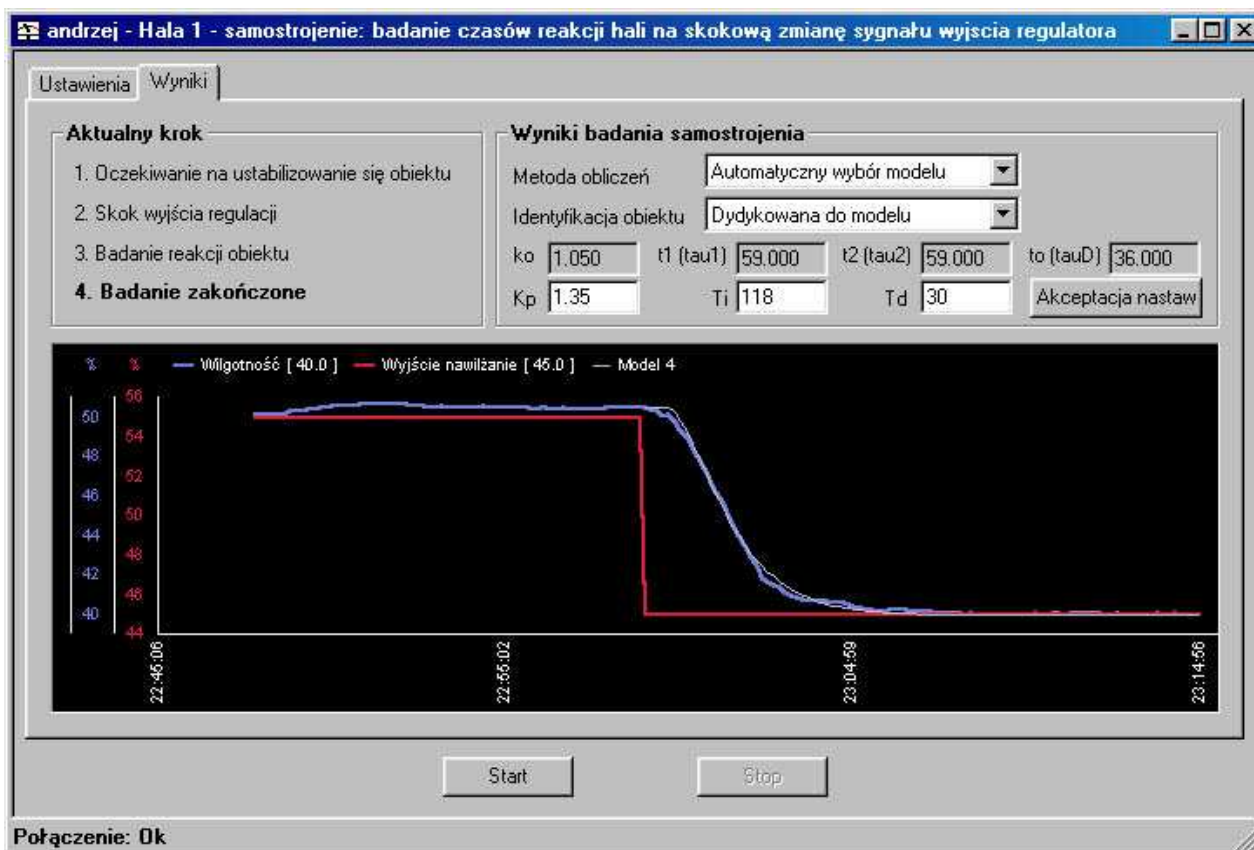 andrzej - Hala 1 - samostrojenie: badanie czasów reakcji hali na skokową zmianę sygnału wyjscia regulatora
Ustawienia Wyniki
Aktualny krok
1. Oczekiwanie na ustabilizowanie się obiektu
2. Skok wyjścia regulacji
3. Badanie reakcji obiektu
4. Badanie zakończone
Wyniki badania samostrojenia
Metoda obliczeń Automatyczny wybór modelu
Identyfikacja obiektu Dydykowana do modelu
ko 1.050 t1 (tau1) 59.000 t2 (tau2) 59.000 to (tauD) 36.000
Kp 1.35 Ti 118 Td 30 Akceptacja nastaw
% % Wilgotność [ 40.0 ] Wyjście nawilżanie [ 45.0 ] Model 4
50
48
46
44
42
40
56
54
52
50
48
46
44
22:45:06
22:55:02
23:04:59
23:14:56
Start Stop
Połączenie: Ok